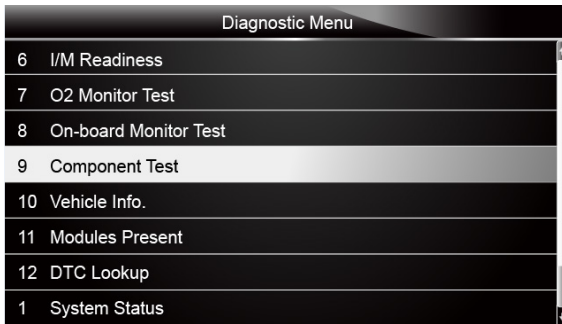 Diagnostic Menu
6 I/M Readiness
7 O2 Monitor Test
8 On-board Monitor Test
9 Component Test
10 Vehicle Info.
11 Modules Present
12 DTC Lookup
1 System Status